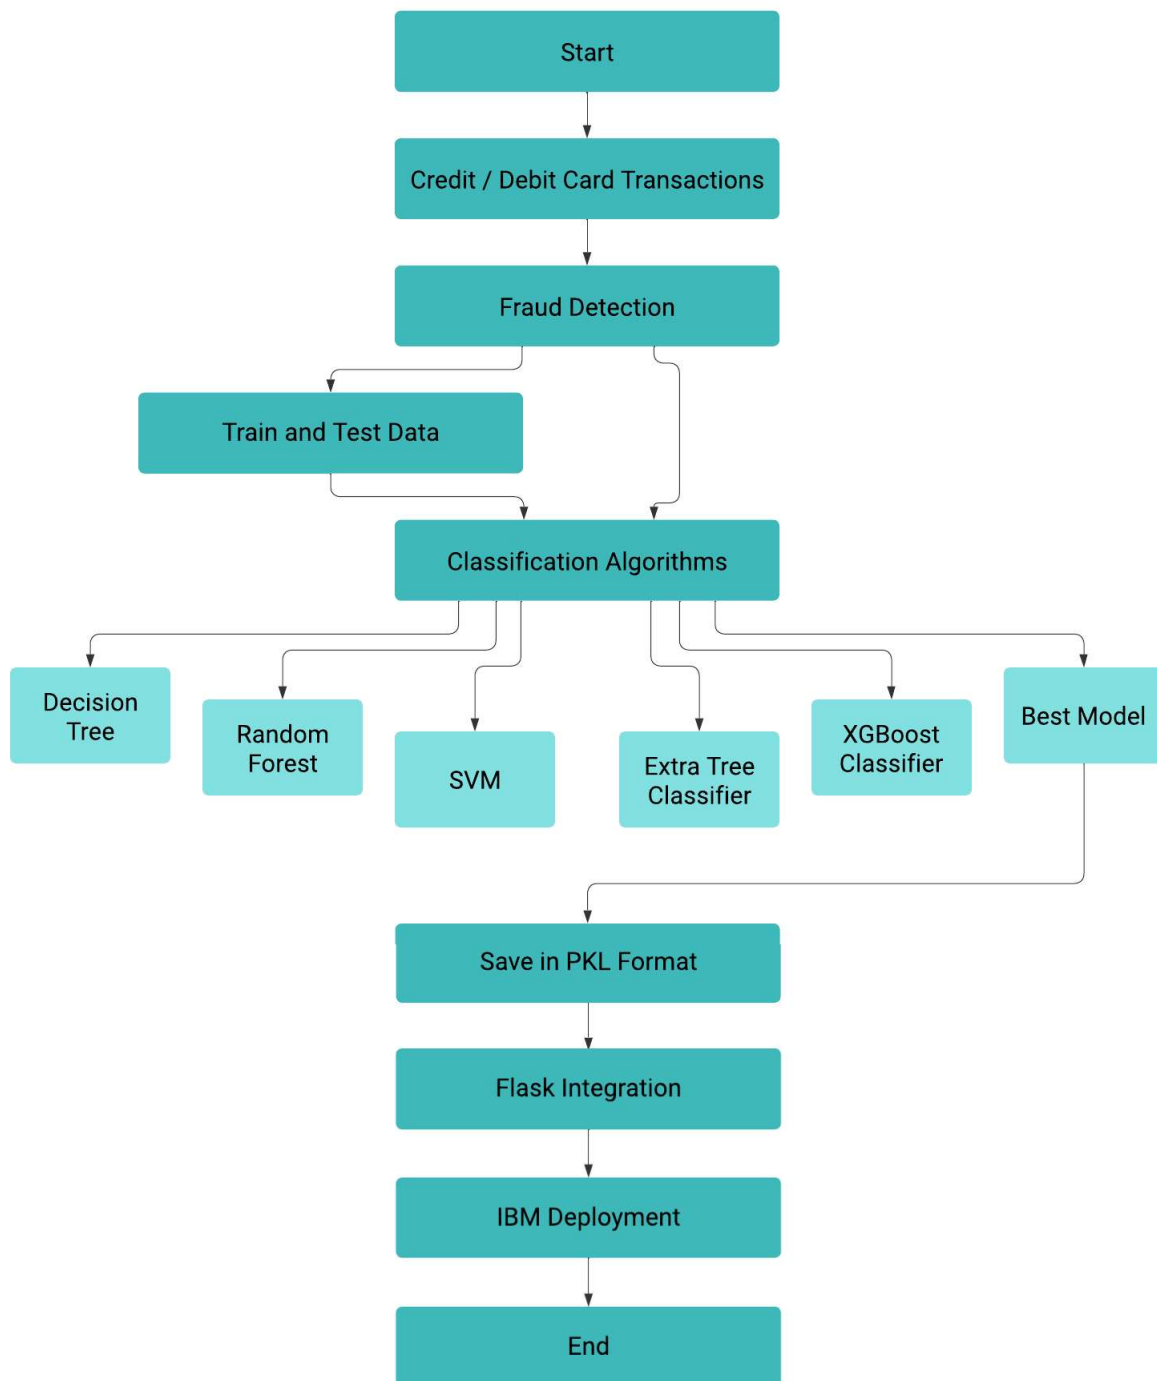 Start
Credit / Debit Card Transactions
Fraud Detection
Train and Test Data
Classification Algorithms
Decision
Tree
Random
Forest
SVM
Extra Tree
Classifier
XGBoost
Classifier
Best Model
Save in PKL Format
Flask Integration
IBM Deployment
End